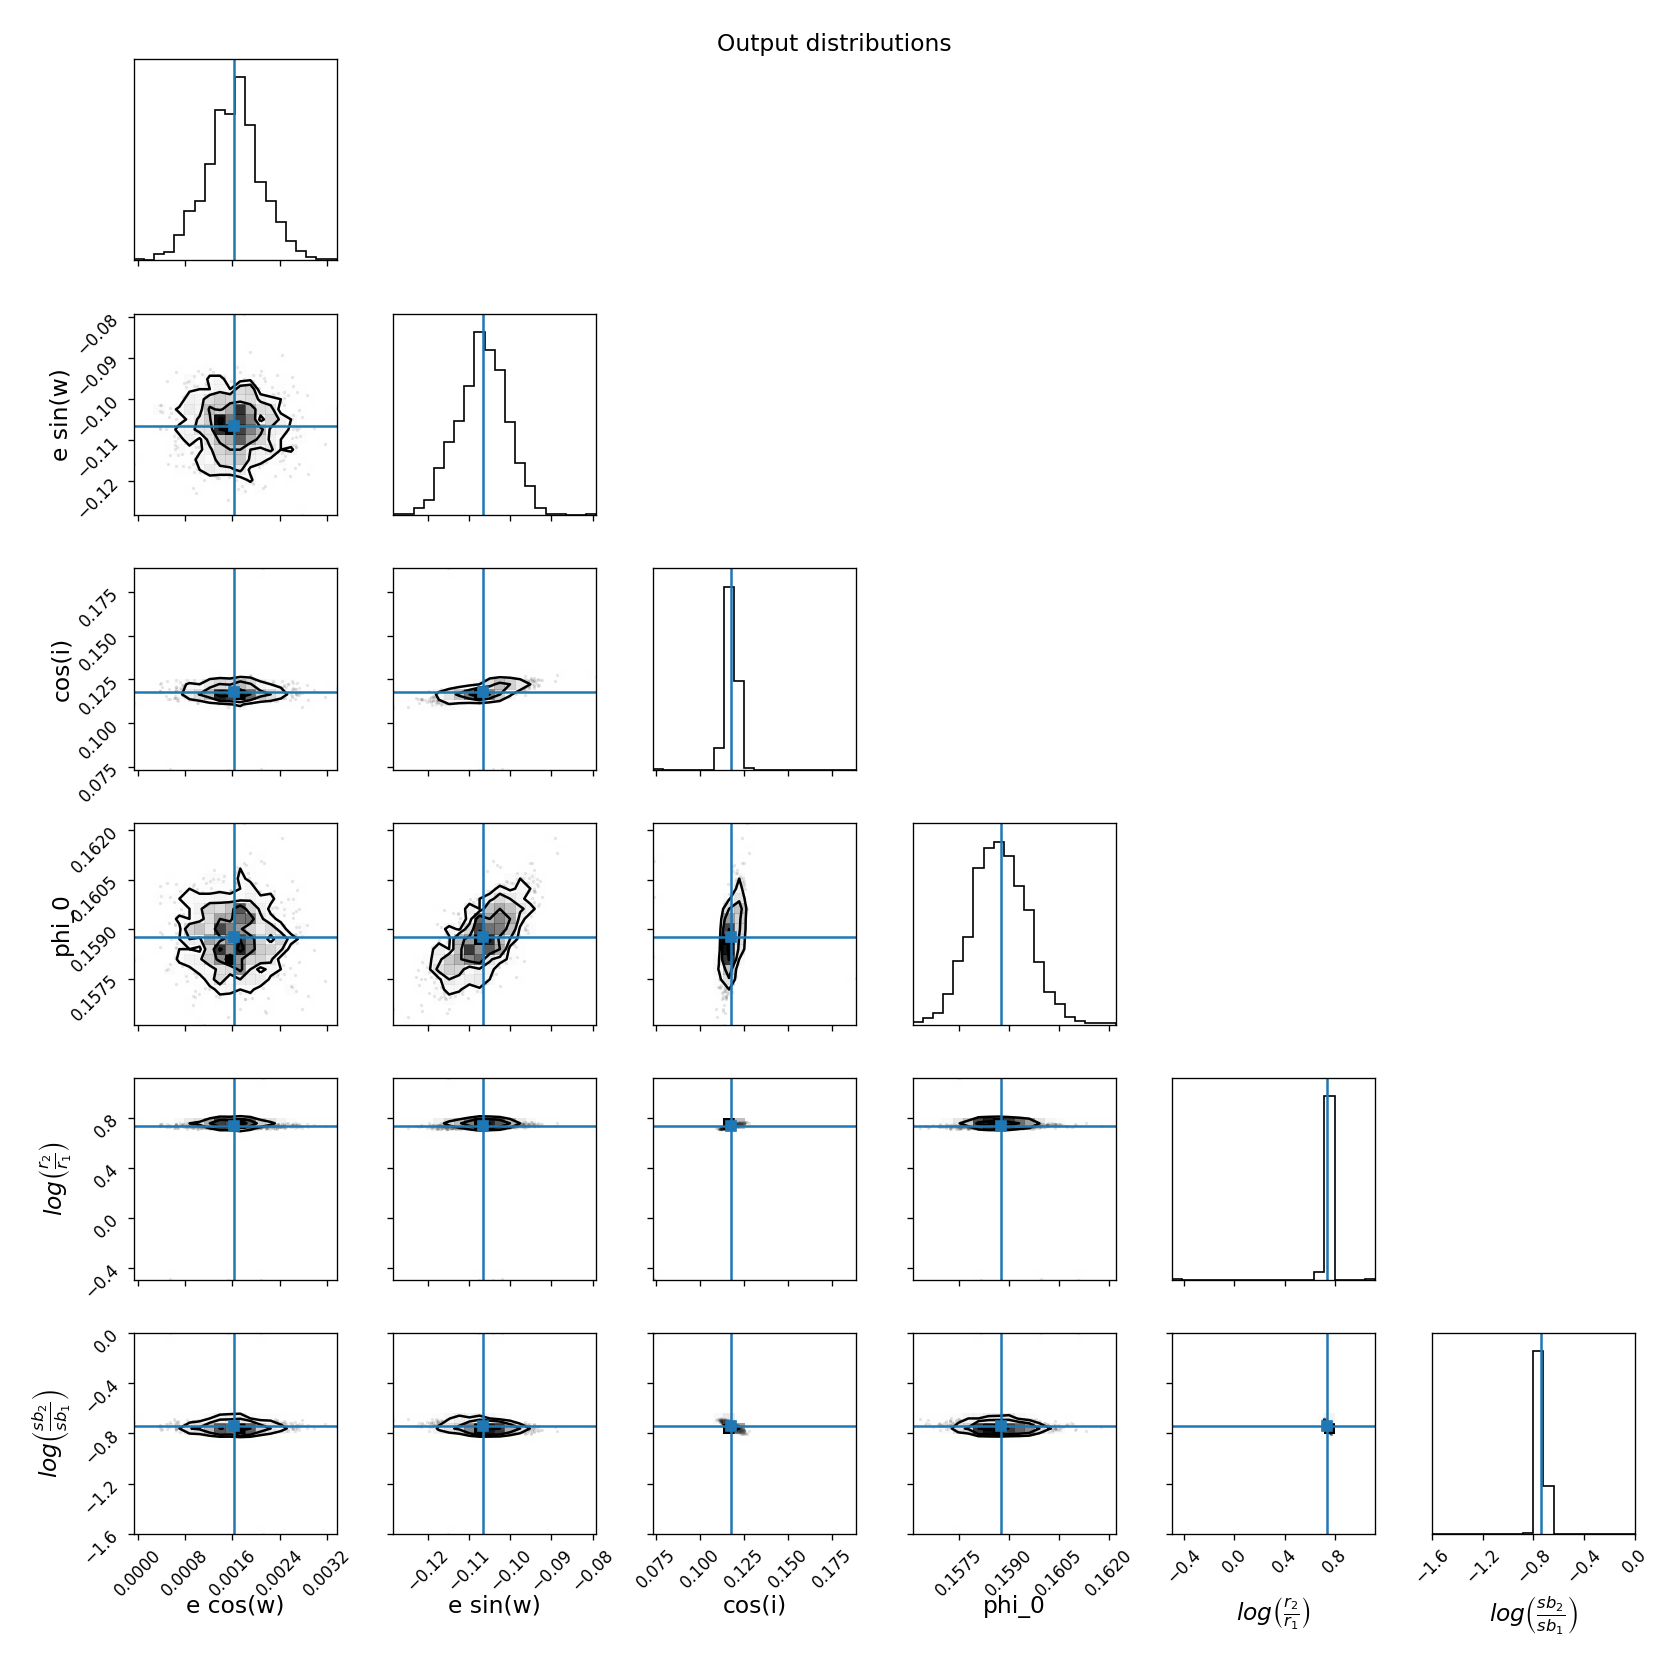 Output distributions
e sin(w)
−0.08
−0.09
−0.10
−0.11
−0.12
cos(i)
0.175
0.150
0.125
0.100
0.075
phi_0
0.1620
0.1605
0.1590
0.1575
log(r₂/r₁)
0.8
0.4
0.0
−0.4
log(sb₂/sb₁)
0.0
−0.4
−0.8
−1.2
−1.6
0.0000 0.0008 0.0016 0.0024 0.0032 −0.12 −0.11 −0.10 −0.09 −0.08 0.075 0.100 0.125 0.150 0.175 0.1575 0.1590 0.1605 0.1620 −0.4 0.0 0.4 0.8 −1.6 −1.2 −0.8 −0.4 0.0
e cos(w) e sin(w) cos(i) phi_0 log(r₂/r₁) log(sb₂/sb₁)